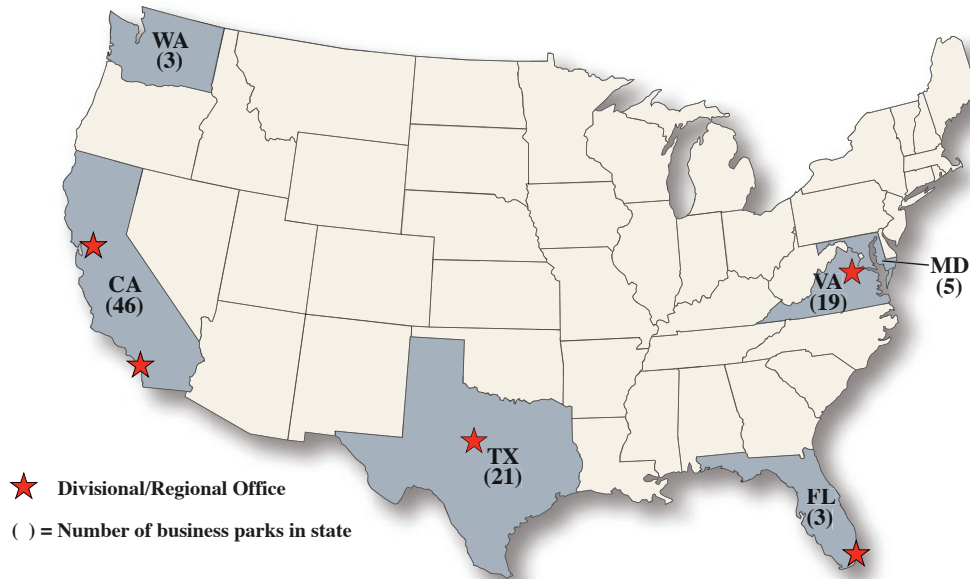 WA
(3)
CA
(46)
MD
(5)
VA
(19)
TX
(21)
FL
(3)
Divisional/Regional Office
( ) = Number of business parks in state